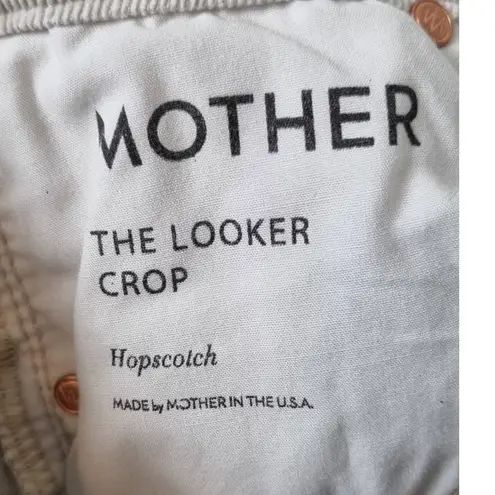 MOTHER
THE LOOKER
CROP
Hopscotch
MADE by MOTHER IN THE U.S.A.